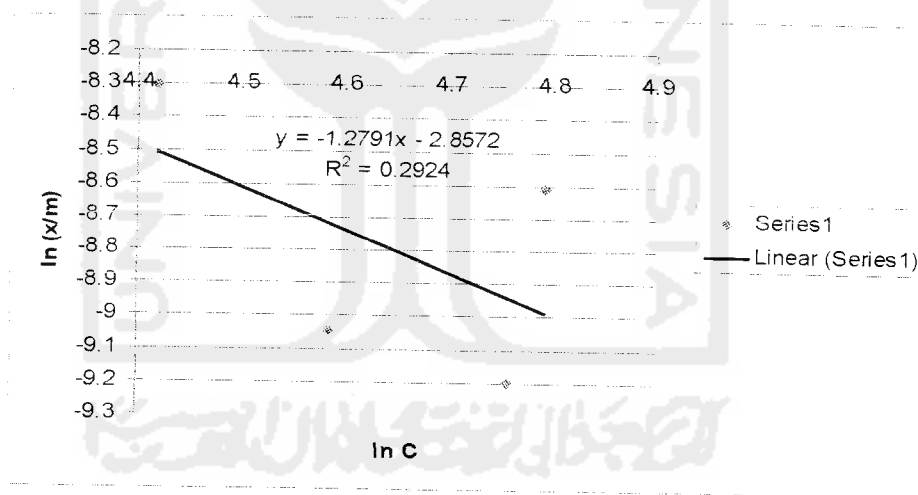 -8.2
-8.3 4.4 4.5 4.6 4.7 4.8 4.9
-8.4
y = -1.2791x - 2.8572
-8.5
R² = 0.2924
-8.6
-8.7
-8.8
-8.9
-9
-9.1
-9.2
-9.3
ln (x/m)
ln C
Series1
Linear (Series1)
NESIA